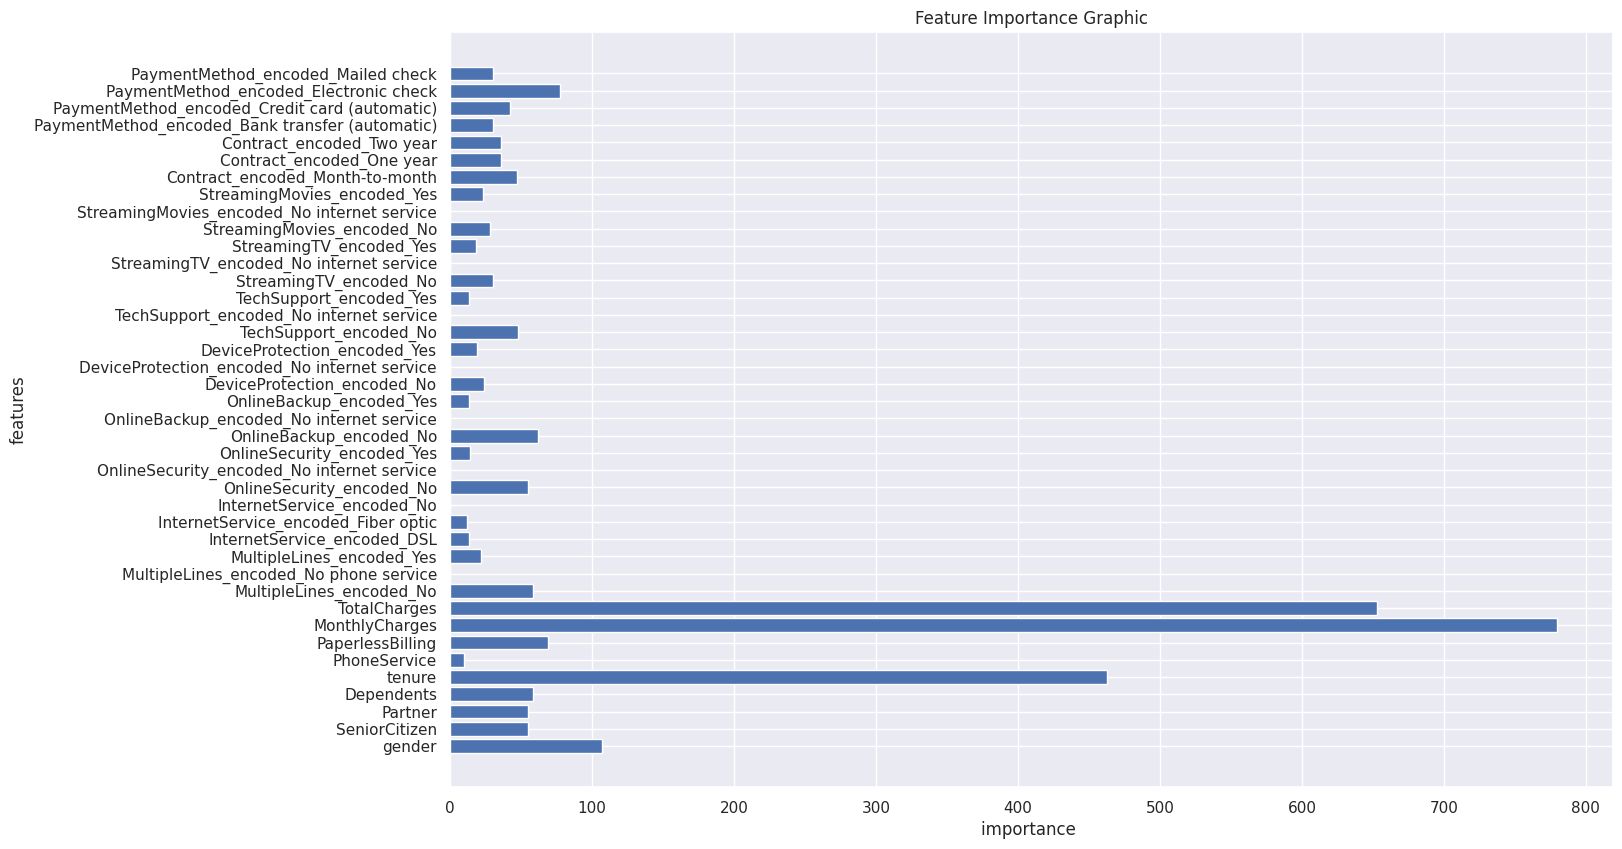 Feature Importance Graphic
features
PaymentMethod_encoded_Mailed check
PaymentMethod_encoded_Electronic check
PaymentMethod_encoded_Credit card (automatic)
PaymentMethod_encoded_Bank transfer (automatic)
Contract_encoded_Two year
Contract_encoded_One year
Contract_encoded_Month-to-month
StreamingMovies_encoded_Yes
StreamingMovies_encoded_No internet service
StreamingMovies_encoded_No
StreamingTV_encoded_Yes
StreamingTV_encoded_No internet service
StreamingTV_encoded_No
TechSupport_encoded_Yes
TechSupport_encoded_No internet service
TechSupport_encoded_No
DeviceProtection_encoded_Yes
DeviceProtection_encoded_No internet service
DeviceProtection_encoded_No
OnlineBackup_encoded_Yes
OnlineBackup_encoded_No internet service
OnlineBackup_encoded_No
OnlineSecurity_encoded_Yes
OnlineSecurity_encoded_No internet service
OnlineSecurity_encoded_No
InternetService_encoded_No
InternetService_encoded_Fiber optic
InternetService_encoded_DSL
MultipleLines_encoded_Yes
MultipleLines_encoded_No phone service
MultipleLines_encoded_No
TotalCharges
MonthlyCharges
PaperlessBilling
PhoneService
tenure
Dependents
Partner
SeniorCitizen
gender
0 100 200 300 400 500 600 700 800
importance